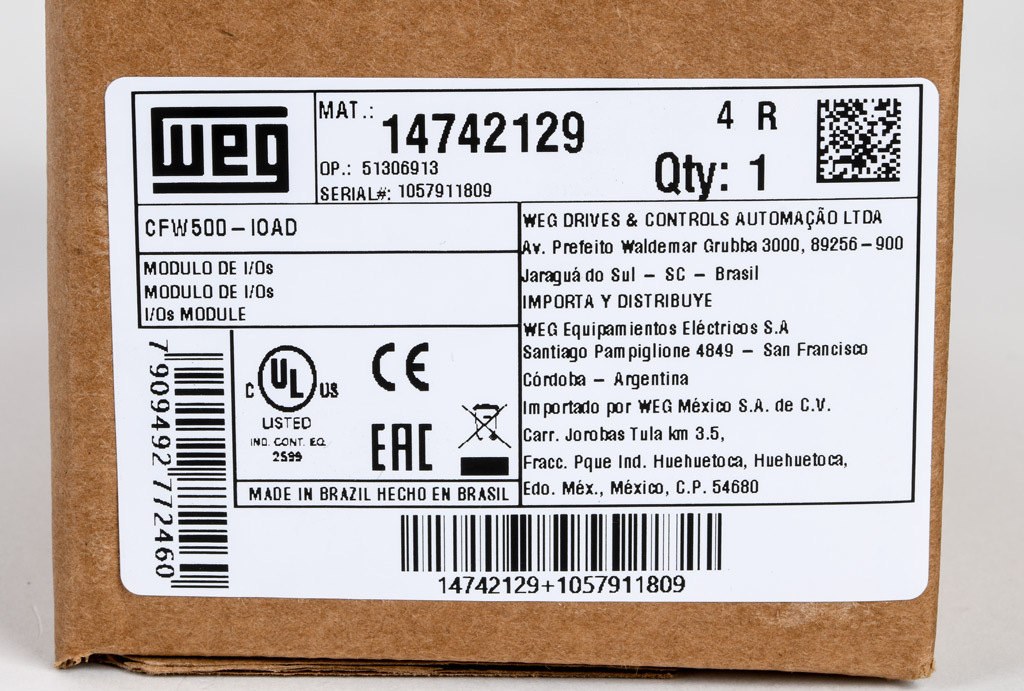 weg
MAT.: 14742129
4 R
OP.: 51306913
Qty: 1
SERIAL#: 1057911809
CFW500-IOAD
MODULO DE I/Os
MODULO DE I/Os
I/Os MODULE
WEG DRIVES & CONTROLS AUTOMAÇÃO LTDA
Av. Prefeito Waldemar Grubba 3000, 89256-900
Jaraguá do Sul - SC - Brasil
IMPORTA Y DISTRIBUYE
WEG Equipamientos Eléctricos S.A
Santiago Pampiglione 4849 - San Francisco
Córdoba - Argentina
Importado por WEG México S.A. de C.V.
Carr. Jorobas Tula km 3.5,
Fracc. Pque Ind. Huehuetoca, Huehuetoca,
Edo. Méx., México, C.P. 54680
7909492772460
C UL US
LISTED
IND. CONT. EQ.
2S99
CE
EAC
MADE IN BRAZIL HECHO EN BRASIL
14742129+1057911809